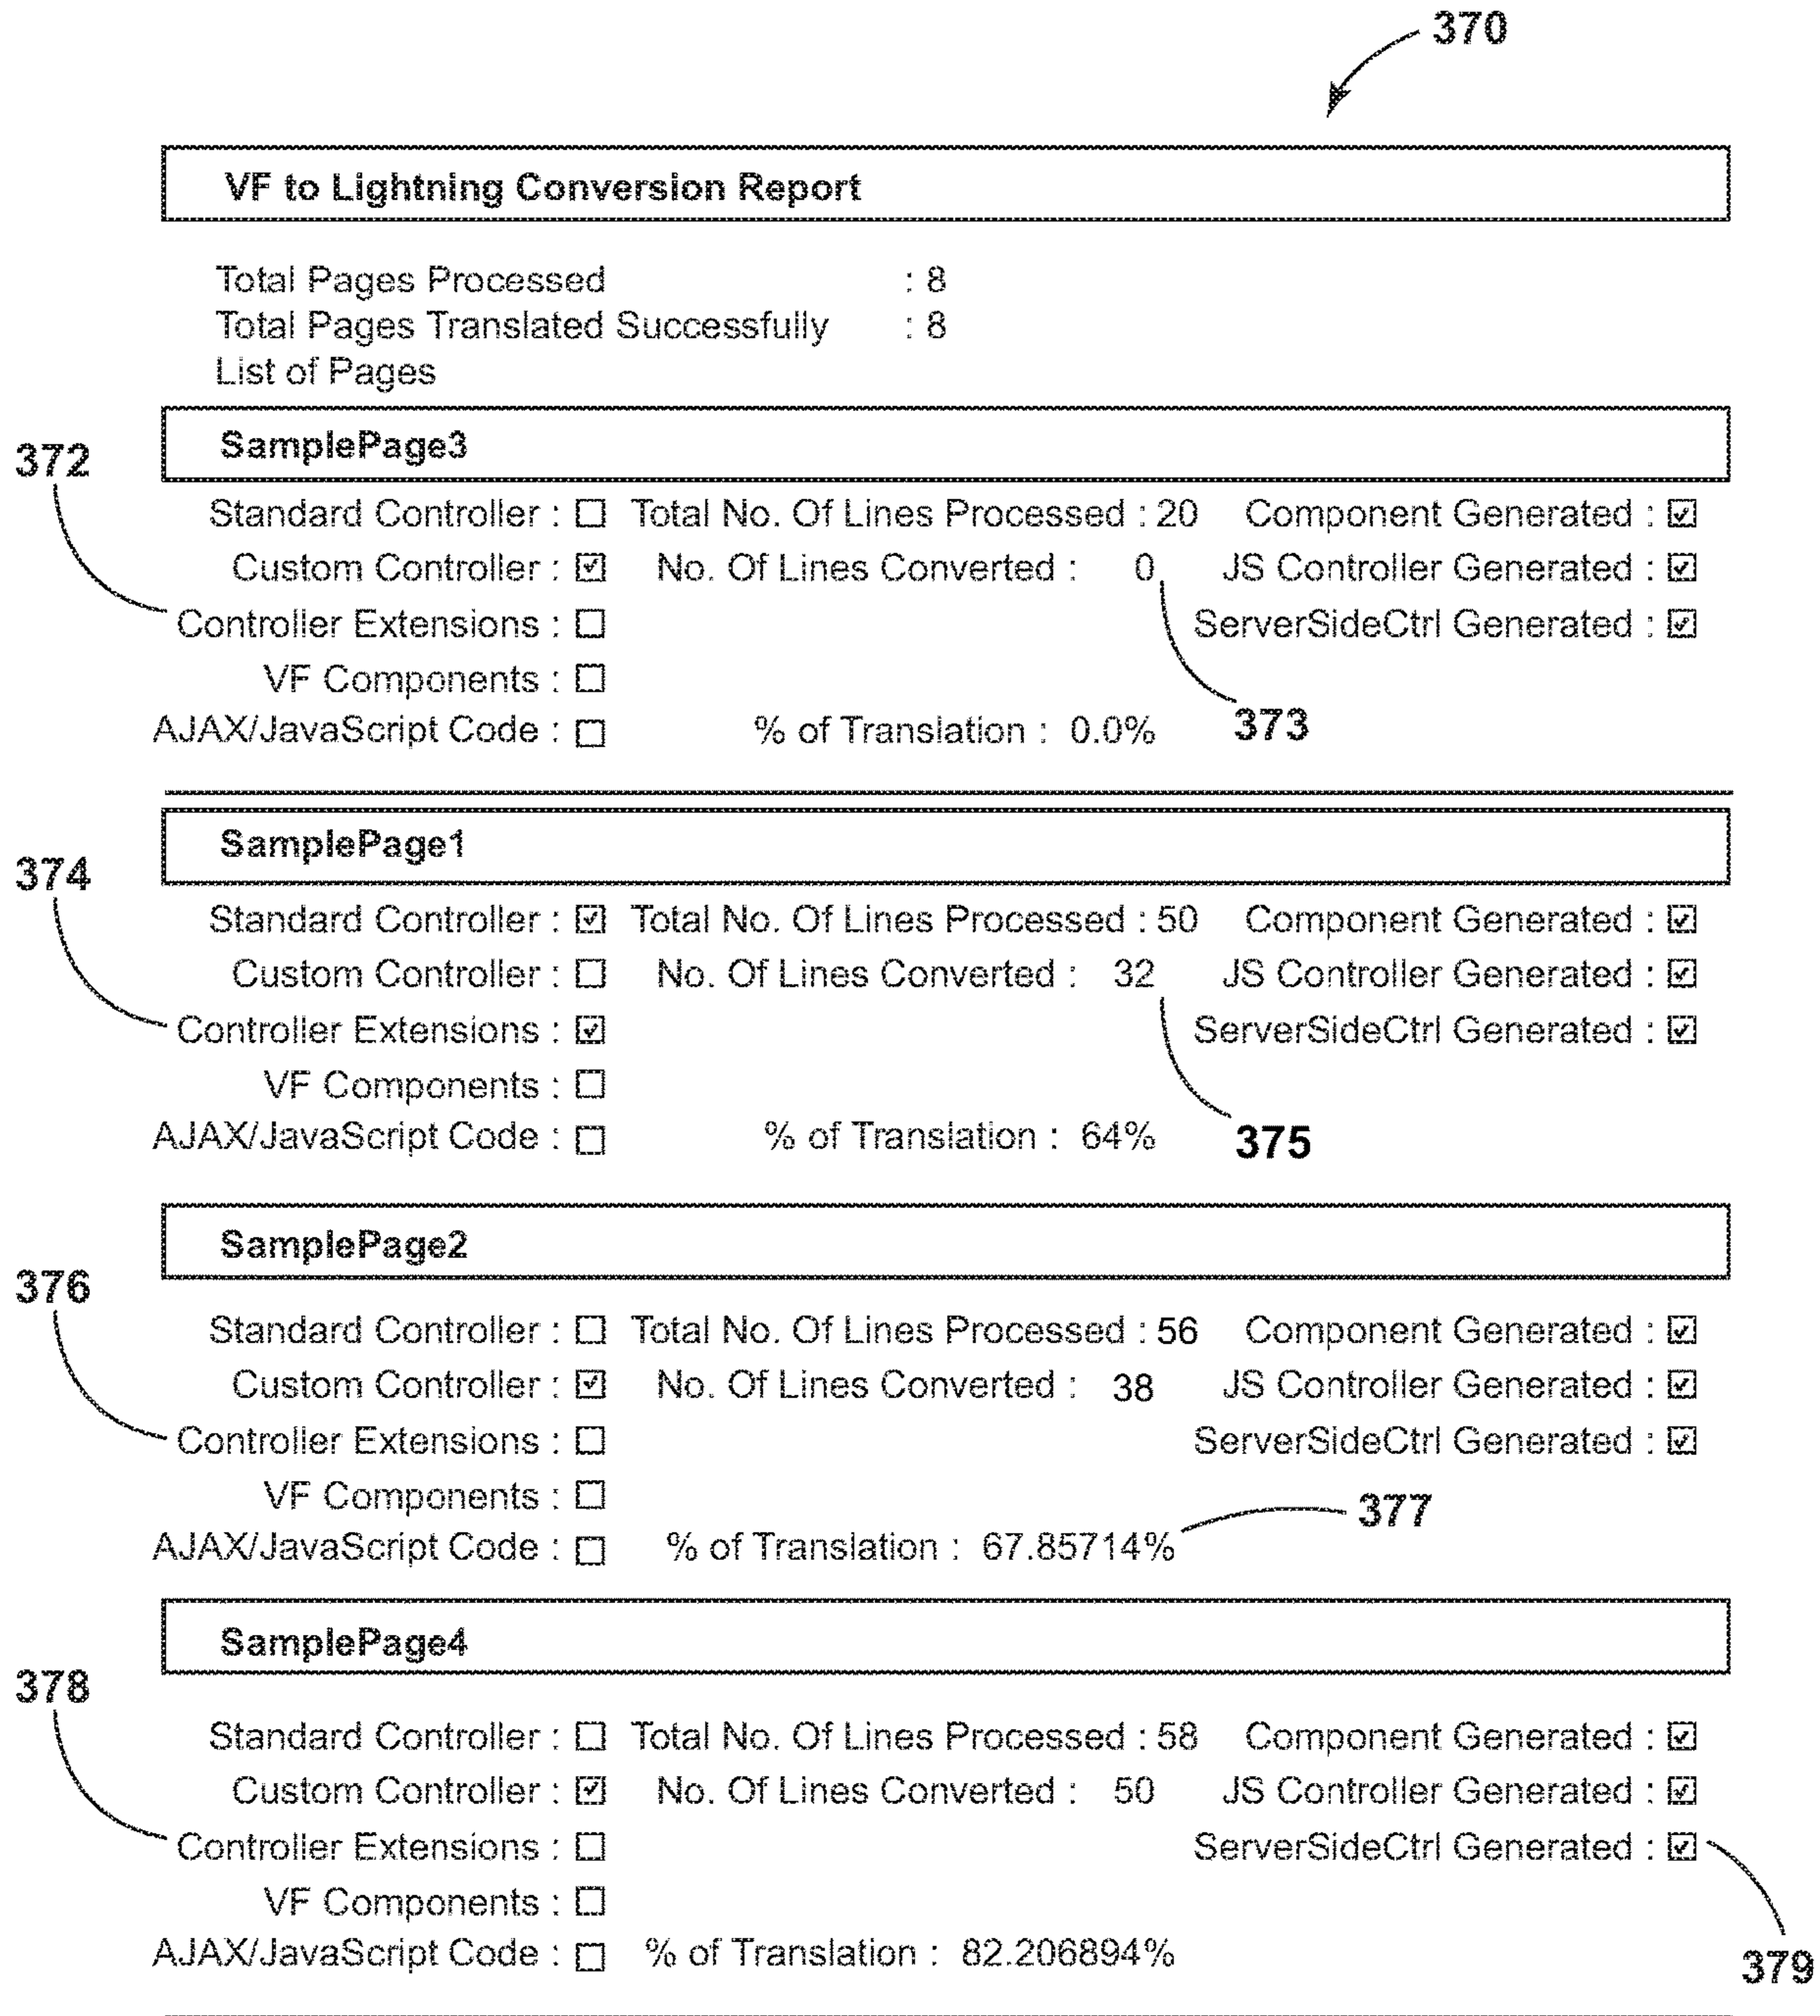 370
VF to Lightning Conversion Report
Total Pages Processed : 8
Total Pages Translated Successfully : 8
List of Pages
SamplePage3
372
Standard Controller : ☐ Total No. Of Lines Processed : 20 Component Generated : ☑
Custom Controller : ☑ No. Of Lines Converted : 0 JS Controller Generated : ☑
Controller Extensions : ☐ ServerSideCtrl Generated : ☑
VF Components : ☐
AJAX/JavaScript Code : ☐ % of Translation : 0.0% 373
SamplePage1
374
Standard Controller : ☑ Total No. Of Lines Processed : 50 Component Generated : ☑
Custom Controller : ☐ No. Of Lines Converted : 32 JS Controller Generated : ☑
Controller Extensions : ☑ ServerSideCtrl Generated : ☑
VF Components : ☐
AJAX/JavaScript Code : ☐ % of Translation : 64% 375
SamplePage2
376
Standard Controller : ☐ Total No. Of Lines Processed : 56 Component Generated : ☑
Custom Controller : ☑ No. Of Lines Converted : 38 JS Controller Generated : ☑
Controller Extensions : ☐ ServerSideCtrl Generated : ☑
VF Components : ☐
377
AJAX/JavaScript Code : ☐ % of Translation : 67.85714%
SamplePage4
378
Standard Controller : ☐ Total No. Of Lines Processed : 58 Component Generated : ☑
Custom Controller : ☑ No. Of Lines Converted : 50 JS Controller Generated : ☑
Controller Extensions : ☐ ServerSideCtrl Generated : ☑
VF Components : ☐
AJAX/JavaScript Code : ☐ % of Translation : 82.206894% 379